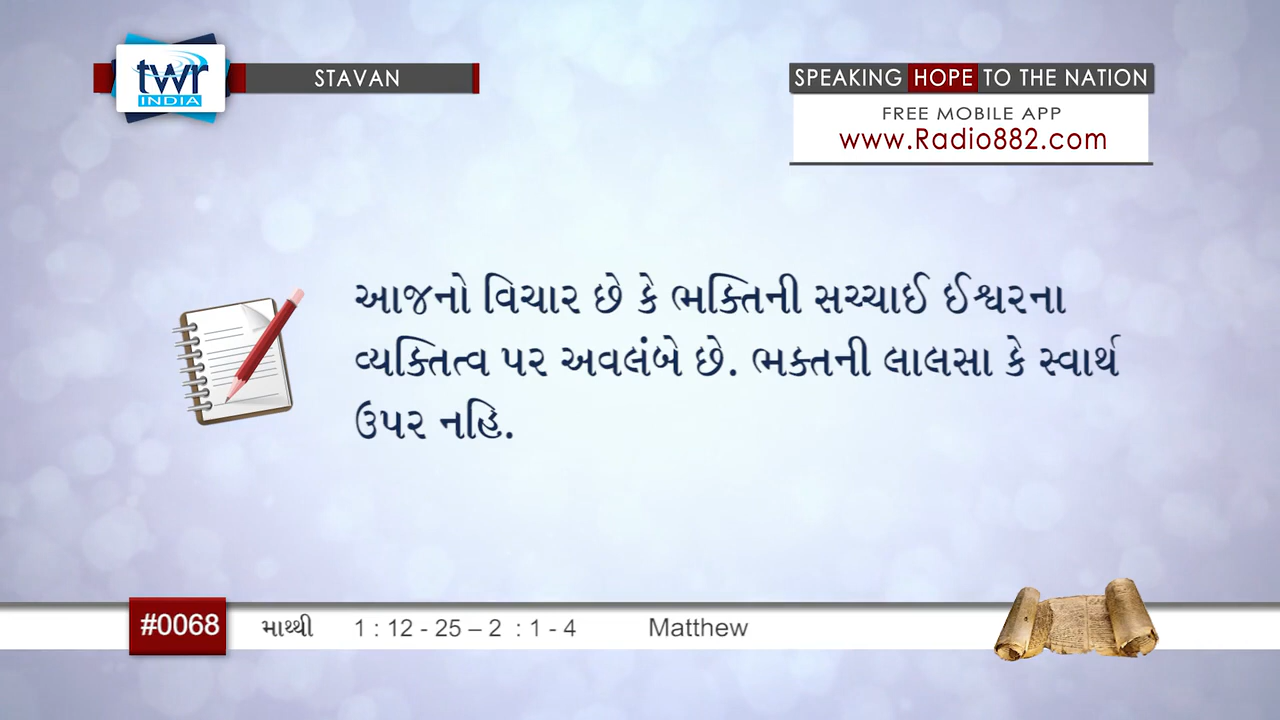 twr
INDIA
STAVAN
SPEAKING HOPE TO THE NATION
FREE MOBILE APP
www.Radio882.com
આજનો વિચાર છે કે ભક્તિની સચ્ચાઈ ઈશ્વરના
વ્યક્તિત્વ પર અવલંબે છે. ભક્તની લાલસા કે સ્વાર્થ
ઉપર નહિ.
#0068 માથ્થી 1 : 12 - 25 – 2 : 1 - 4 Matthew